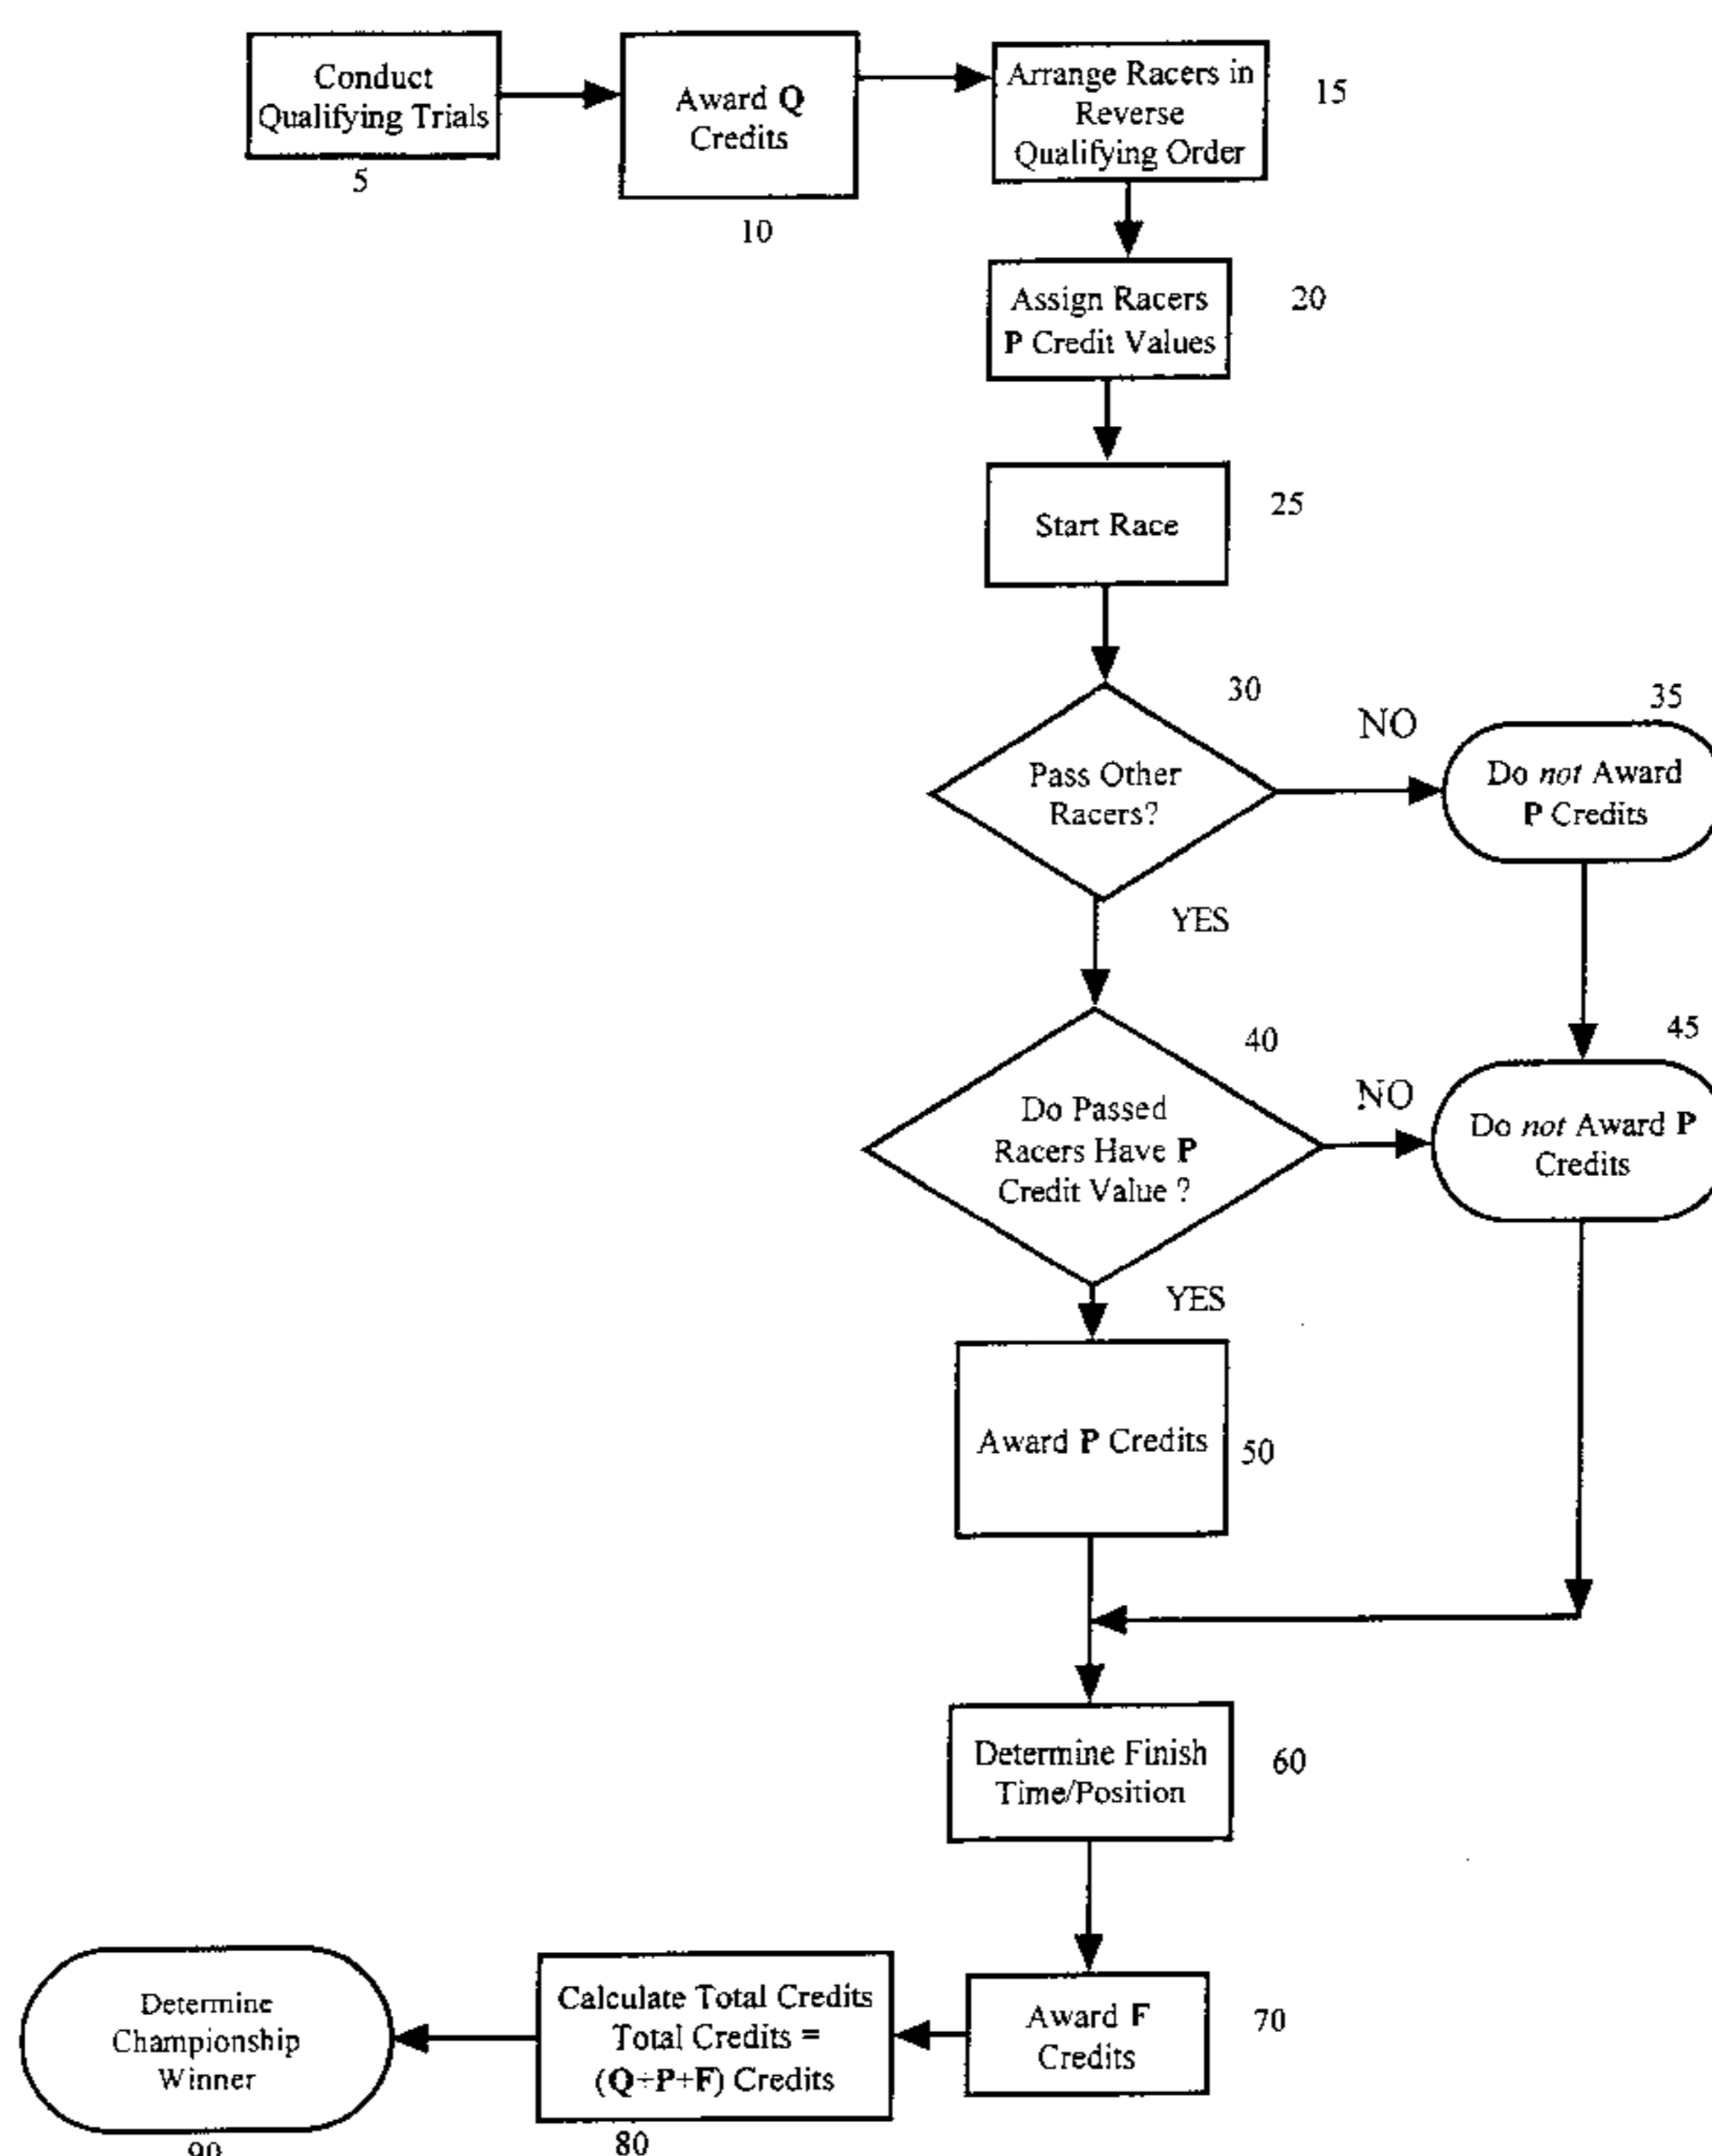 Conduct
Qualifying Trials
5
Award Q
Credits
10
Arrange Racers in
Reverse
Qualifying Order
15
Assign Racers
P Credit Values
20
Start Race
25
Pass Other
Racers?
30
NO
Do not Award
P Credits
35
YES
Do Passed
Racers Have P
Credit Value ?
40
NO
Do not Award P
Credits
45
YES
Award P Credits
50
Determine Finish
Time/Position
60
Award F
Credits
70
Calculate Total Credits
Total Credits =
(Q+P+F) Credits
80
Determine
Championship
Winner
90